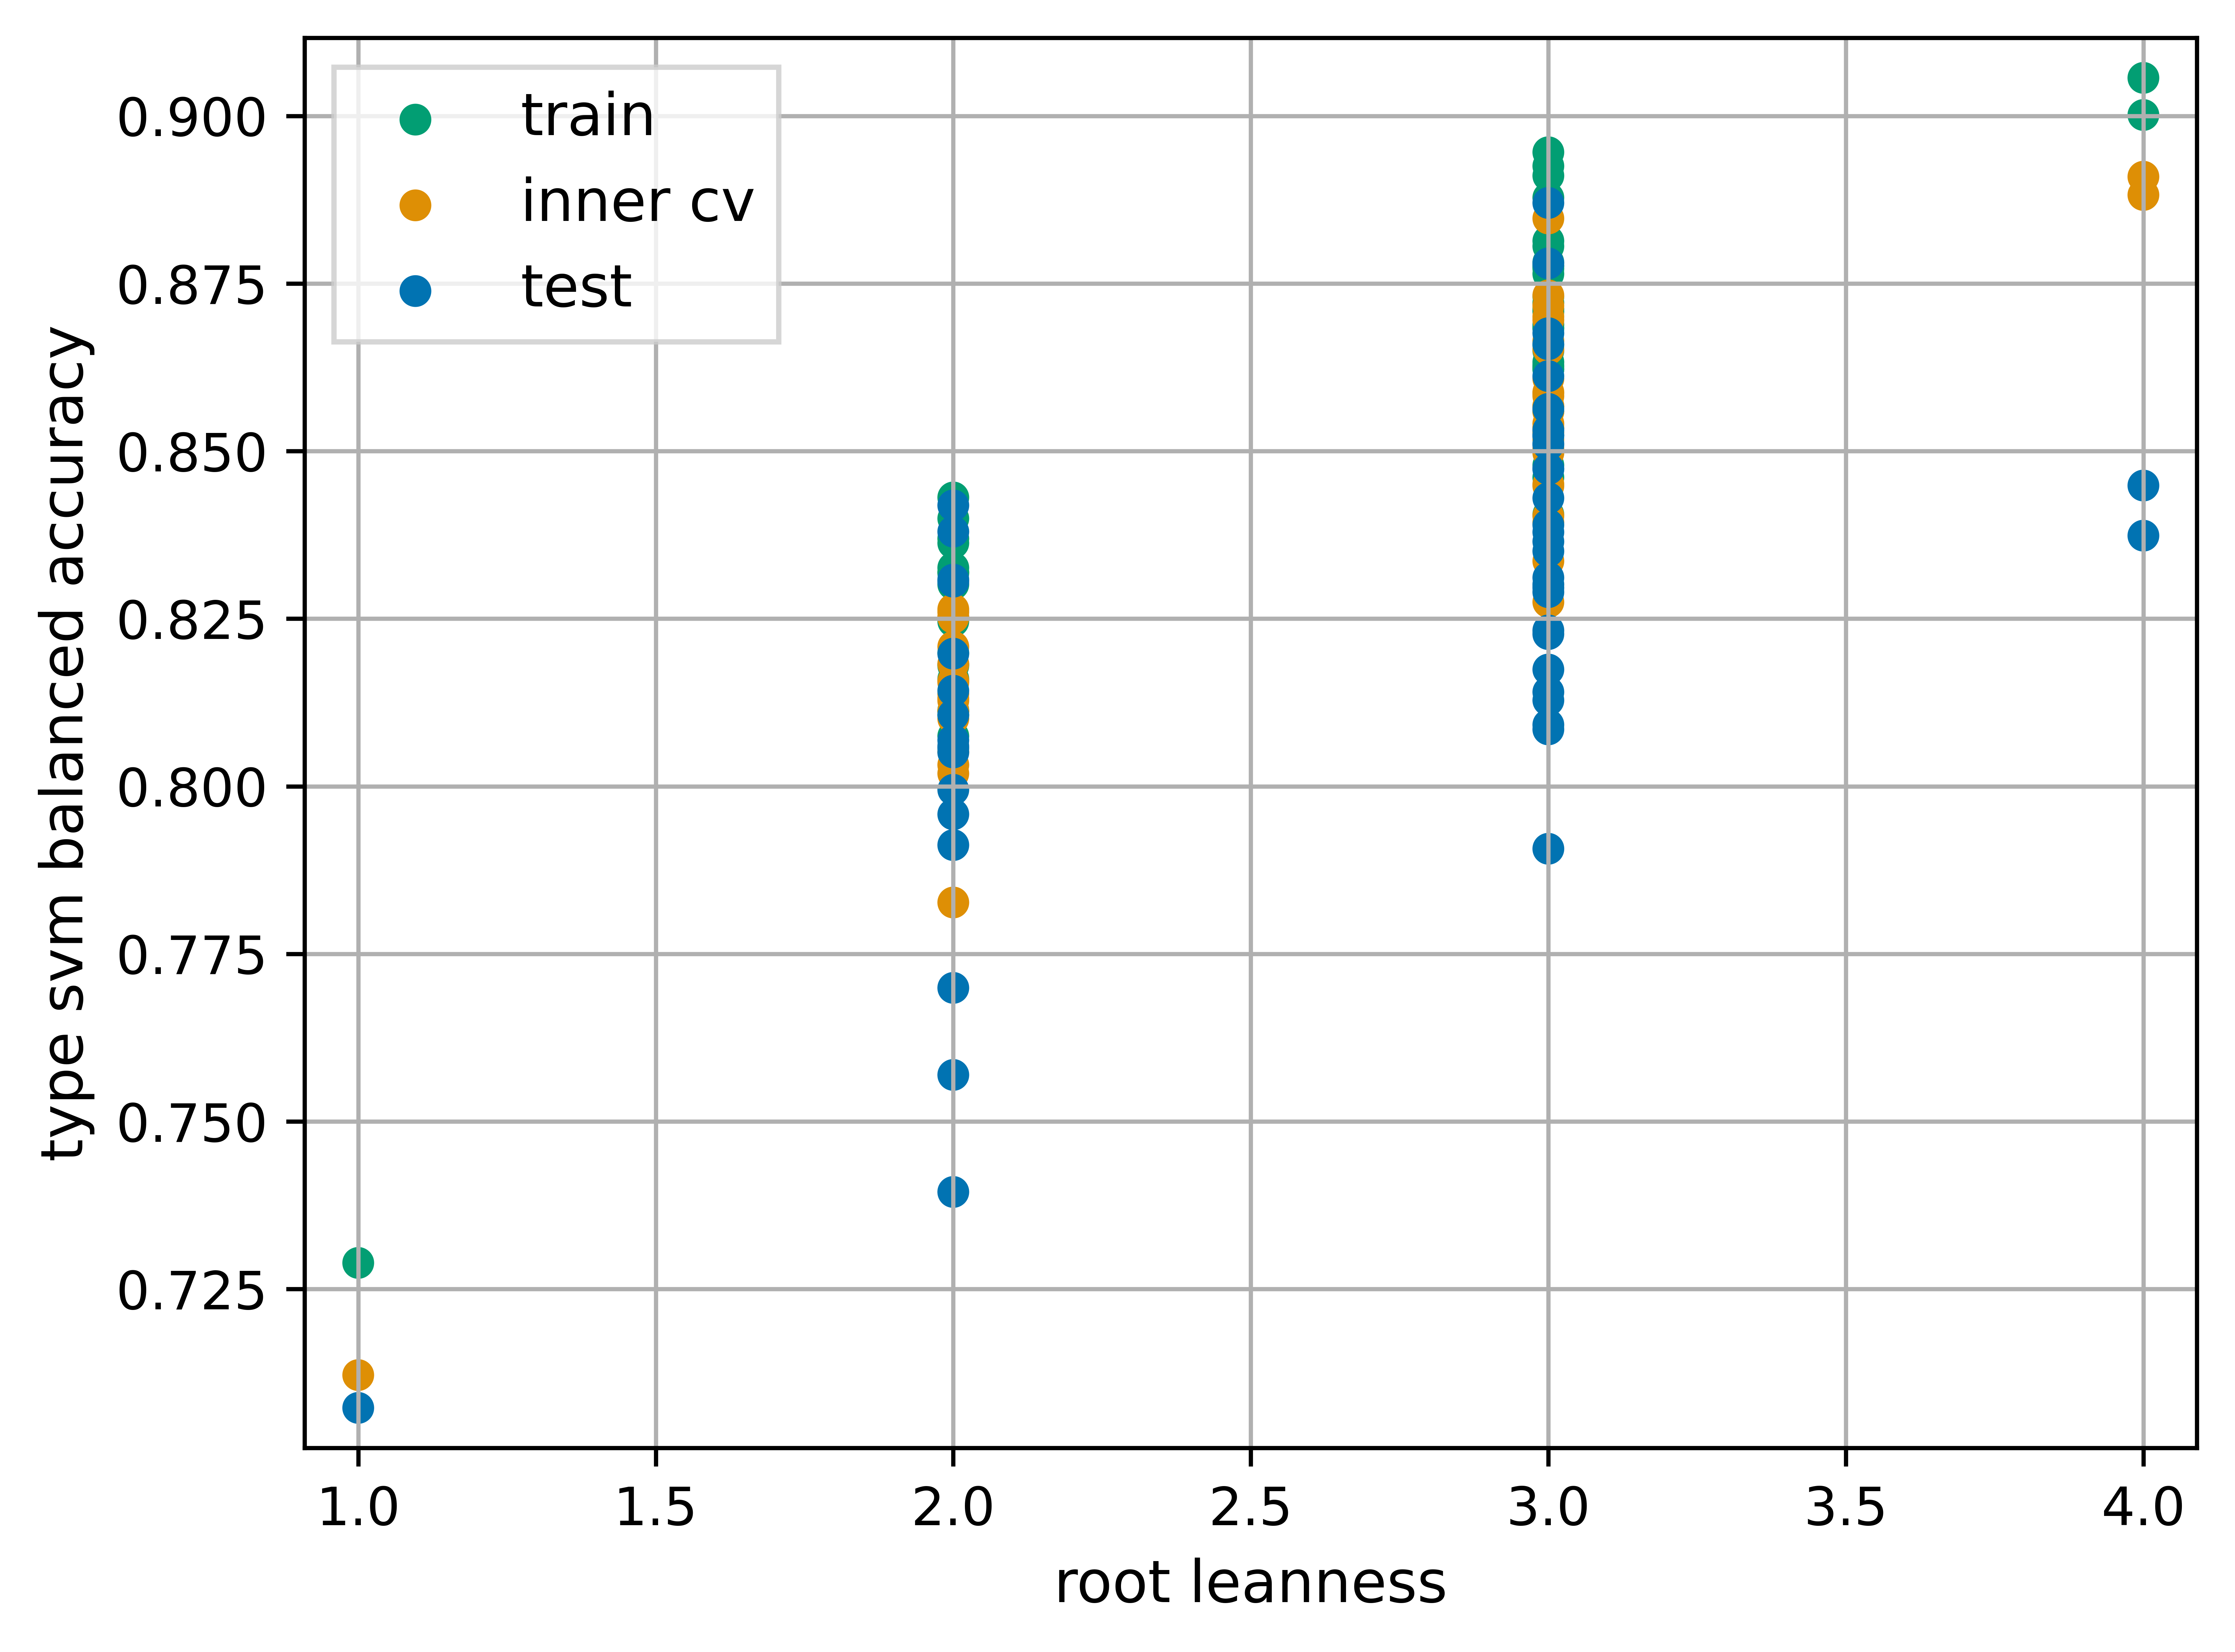 train
inner cv
test
type svm balanced accuracy
0.900
0.875
0.850
0.825
0.800
0.775
0.750
0.725
1.0 1.5 2.0 2.5 3.0 3.5 4.0
root leanness